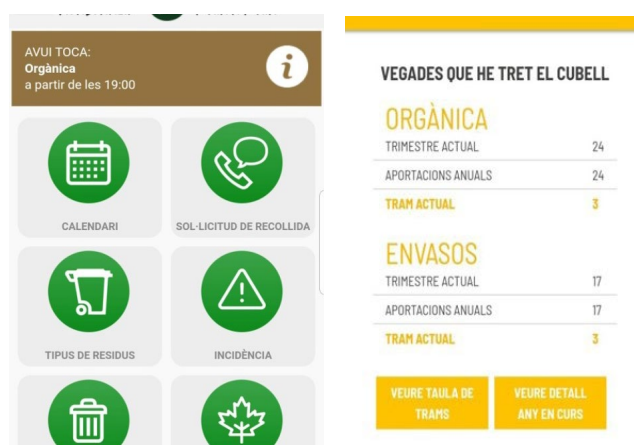 AVUI TOCA:
Orgànica
a partir de les 19:00
i
CALENDARI
SOL·LICITUD DE RECOLLIDA
TIPUS DE RESIDUS
INCIDÈNCIA
VEGADES QUE HE TRET EL CUBELL
ORGÀNICA
TRIMESTRE ACTUAL 24
APORTACIONS ANUALS 24
TRAM ACTUAL 3
ENVASOS
TRIMESTRE ACTUAL 17
APORTACIONS ANUALS 17
TRAM ACTUAL 3
VEURE TAULA DE
TRAMS
VEURE DETALL
ANY EN CURS